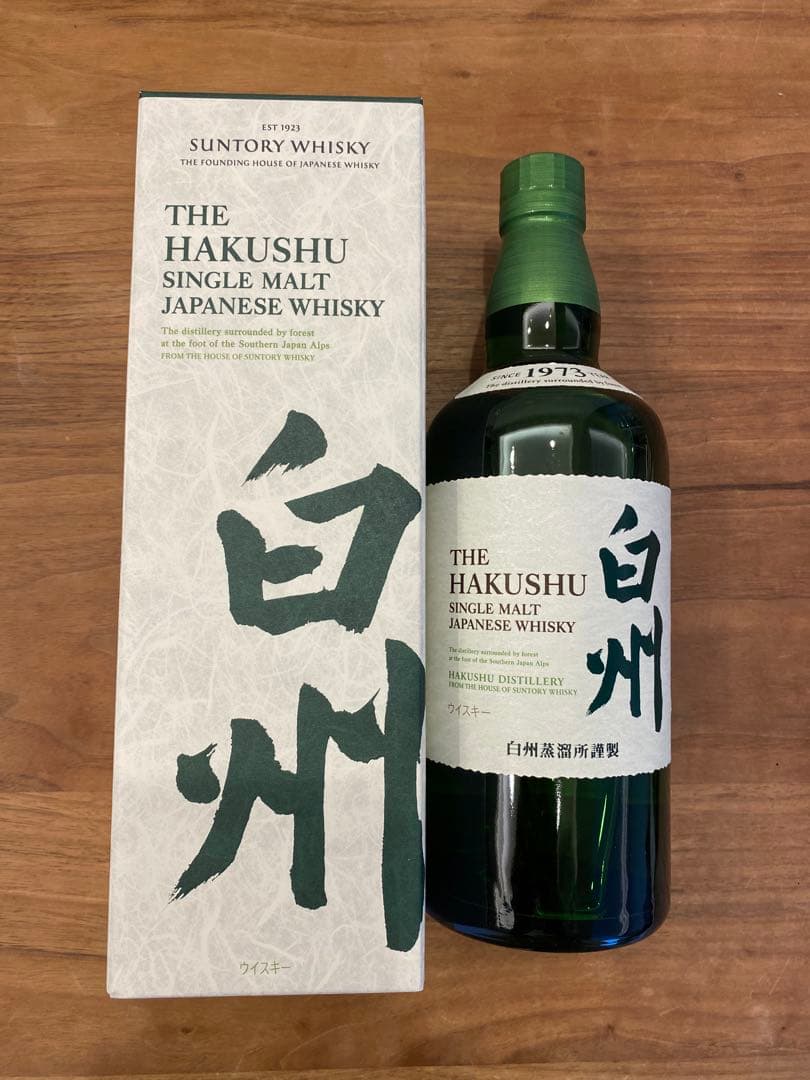 EST 1923
SUNTORY WHISKY
THE FOUNDING HOUSE OF JAPANESE WHISKY
THE
HAKUSHU
SINGLE MALT
JAPANESE WHISKY
The distillery surrounded by forest
at the foot of the Southern Japan Alps
FROM THE HOUSE OF SUNTORY WHISKY
白州
ウイスキー
SINCE 1973
The distillery surrounded by
THE
HAKUSHU
SINGLE MALT
JAPANESE WHISKY
The distillery surrounded by forest
at the foot of the Southern Japan Alps
HAKUSHU DISTILLERY
FROM THE HOUSE OF SUNTORY WHISKY
ウイスキー
白州
白州蒸溜所謹製